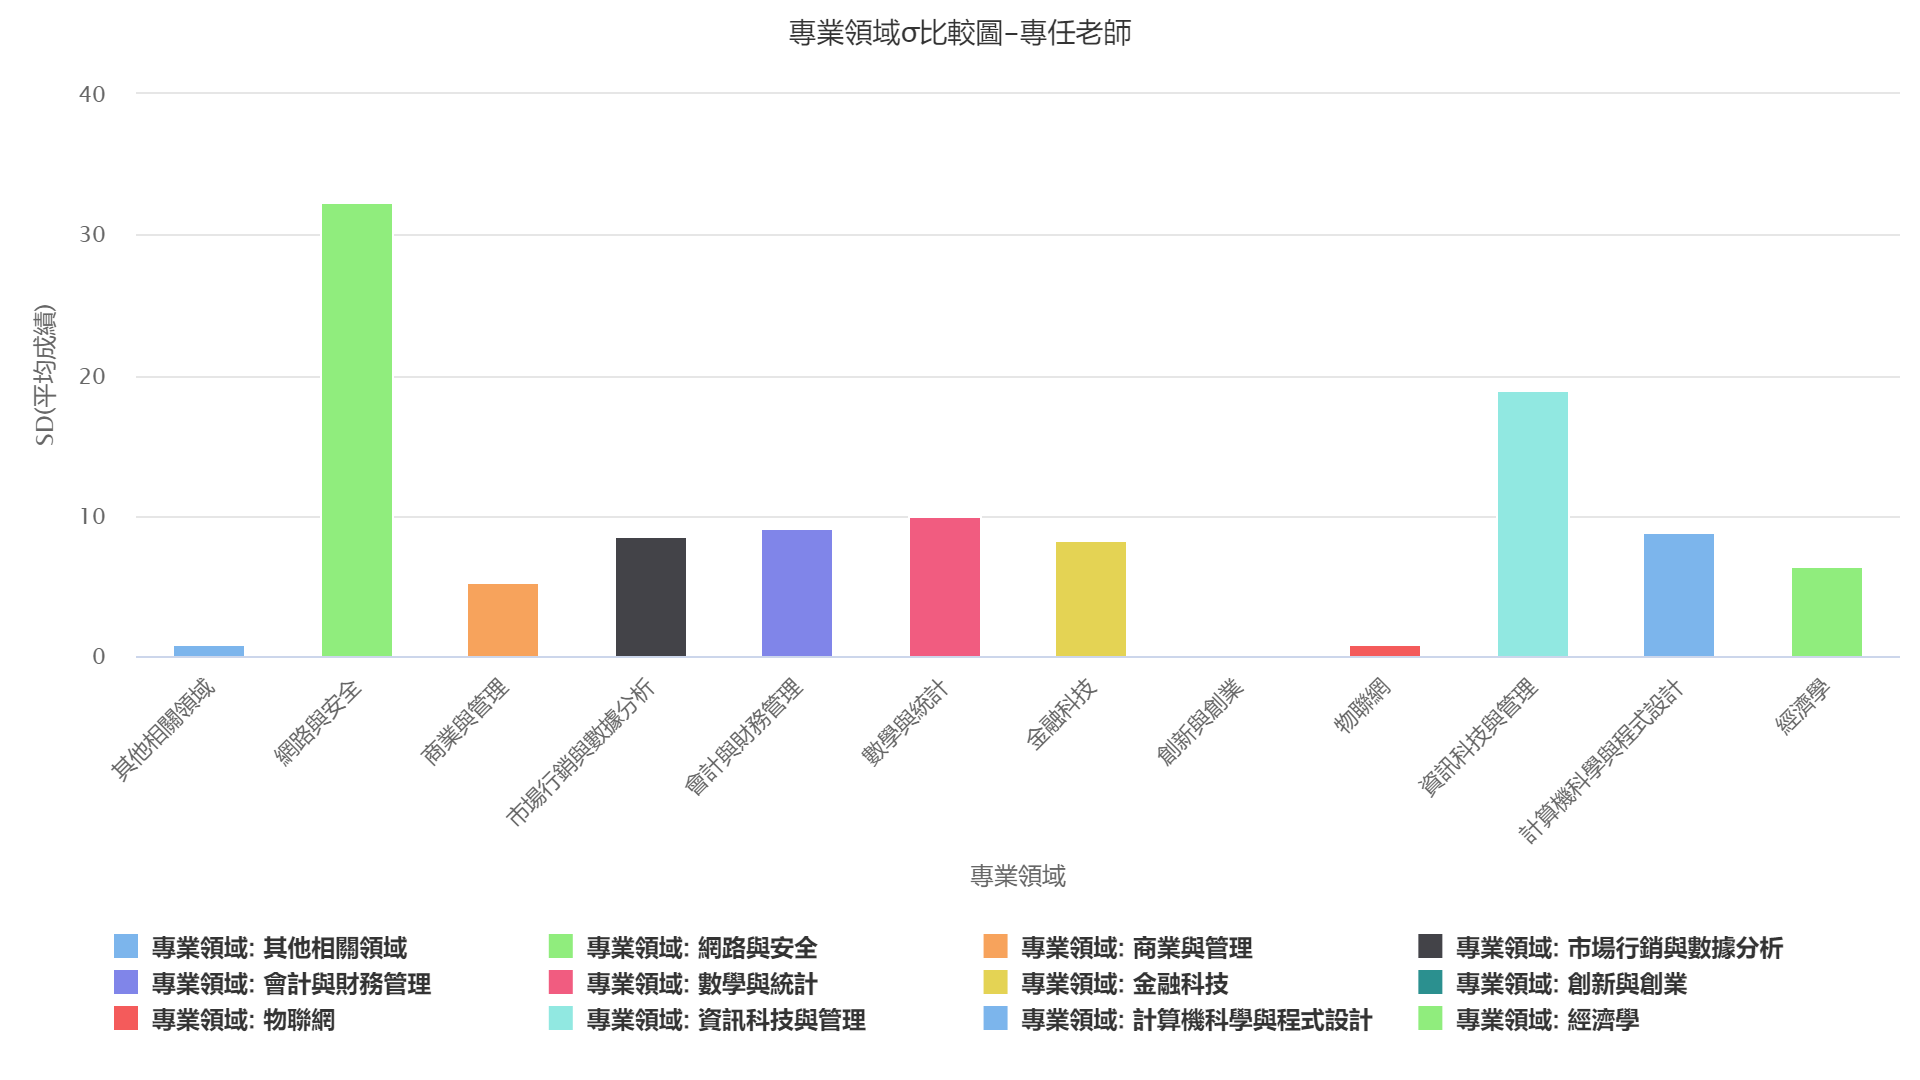 專業領域σ比較圖–專任老師
40
30
20
10
0
SD(平均成績)
其他相關領域
網路與安全
商業與管理
市場行銷與數據分析
會計與財務管理
數學與統計
金融科技
創新與創業
物聯網
資訊科技與管理
計算機科學與程式設計
經濟學
專業領域
專業領域: 其他相關領域
專業領域: 網路與安全
專業領域: 商業與管理
專業領域: 市場行銷與數據分析
專業領域: 會計與財務管理
專業領域: 數學與統計
專業領域: 金融科技
專業領域: 創新與創業
專業領域: 物聯網
專業領域: 資訊科技與管理
專業領域: 計算機科學與程式設計
專業領域: 經濟學